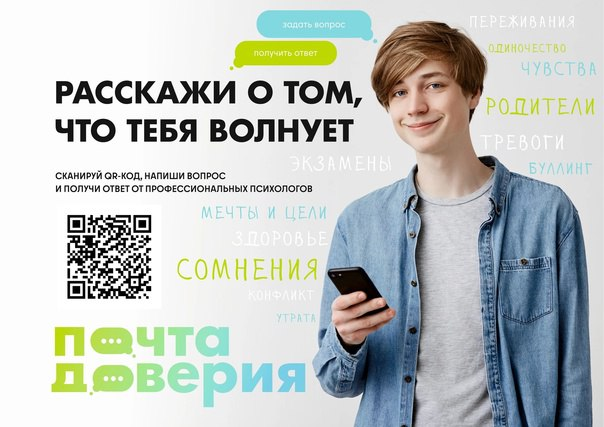 задать вопрос
получить ответ
РАССКАЖИ О ТОМ,
ЧТО ТЕБЯ ВОЛНУЕТ
СКАНИРУЙ QR-КОД, НАПИШИ ВОПРОС
И ПОЛУЧИ ОТВЕТ ОТ ПРОФЕССИОНАЛЬНЫХ ПСИХОЛОГОВ
ПЕРЕЖИВАНИЯ
ОДИНОЧЕСТВО
ЧУВСТВА
РОДИТЕЛИ
ТРЕВОГИ
ЭКЗАМЕНЫ
БУЛЛИНГ
МЕЧТЫ И ЦЕЛИ
ЗДОРОВЬЕ
СОМНЕНИЯ
КОНФЛИКТ
УТРАТА
почта
доверия